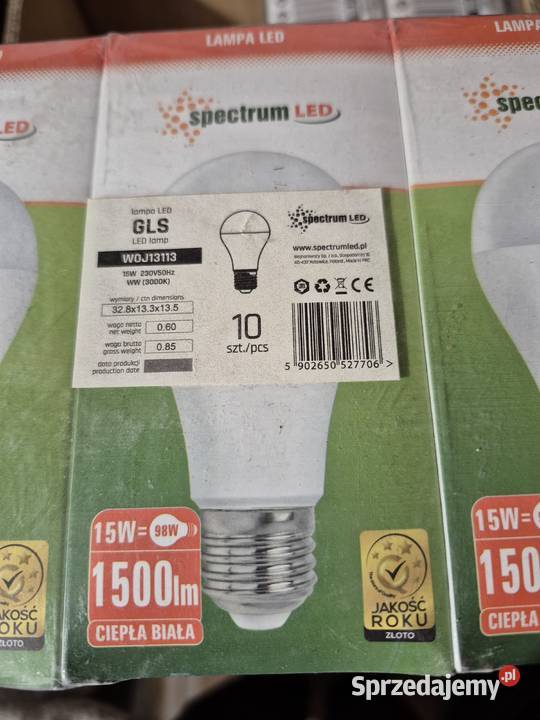 LAMPA LED
LAMPA
spectrum LED
LED
spec
lampa LED
GLS
LED lamp
WOJ13113
15W 230V50Hz
WW (3000K)
wymiary / ctn dimensions
32.8x13.3x13.5
waga netto
net weight
0.60
waga brutto
gross weight
0.85
data produkcji
production date
10
szt./pcs
spectrum LED
www.spectrumled.pl
CE
5 902650 527706 >
15W=98W
1500lm
CIEPŁA BIAŁA
JAKOŚĆ
ROKU
ZŁOTO
AKOŚĆ
ROKU
ZŁOTO
15W=
150
CIEPŁA
Sprzedajemy.pl